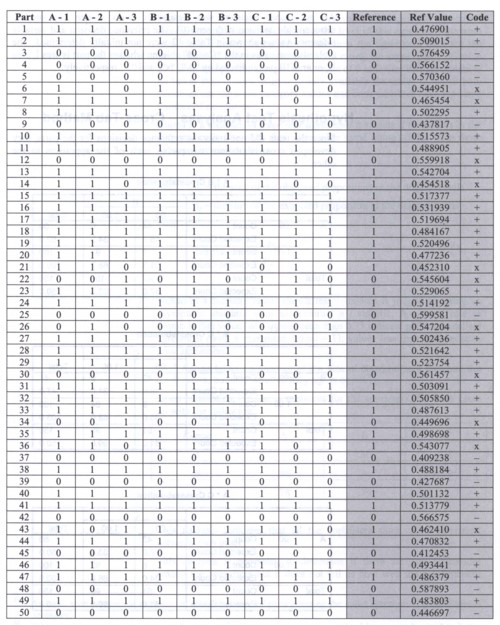 Part A - 1 A - 2 A - 3 B - 1 B - 2 B - 3 C - 1 C - 2 C - 3 Reference Ref Value Code
1 1 1 1 1 1 1 1 1 1 1 0.476901 +
2 1 1 1 1 1 1 1 1 1 1 0.509015 +
3 0 0 0 0 0 0 0 0 0 0 0.576459 –
4 0 0 0 0 0 0 0 0 0 0 0.566152 –
5 0 0 0 0 0 0 0 0 0 0 0.570360 –
6 1 1 0 1 1 0 1 0 0 1 0.544951 x
7 1 1 1 1 1 1 1 0 1 1 0.465454 x
8 1 1 1 1 1 1 1 1 1 1 0.502295 +
9 0 0 0 0 0 0 0 0 0 0 0.437817 –
10 1 1 1 1 1 1 1 1 1 1 0.515573 +
11 1 1 1 1 1 1 1 1 1 1 0.488905 +
12 0 0 0 0 0 0 0 1 0 0 0.559918 x
13 1 1 1 1 1 1 1 1 1 1 0.542704 +
14 1 1 0 1 1 1 1 0 0 1 0.454518 x
15 1 1 1 1 1 1 1 1 1 1 0.517377 +
16 1 1 1 1 1 1 1 1 1 1 0.531939 +
17 1 1 1 1 1 1 1 1 1 1 0.519694 +
18 1 1 1 1 1 1 1 1 1 1 0.484167 +
19 1 1 1 1 1 1 1 1 1 1 0.520496 +
20 1 1 1 1 1 1 1 1 1 1 0.477236 +
21 1 1 0 1 0 1 0 1 0 1 0.452310 x
22 0 0 1 0 1 0 1 1 0 0 0.545604 x
23 1 1 1 1 1 1 1 1 1 1 0.529065 +
24 1 1 1 1 1 1 1 1 1 1 0.514192 +
25 0 0 0 0 0 0 0 0 0 0 0.599581 –
26 0 1 0 0 0 0 0 0 1 0 0.547204 x
27 1 1 1 1 1 1 1 1 1 1 0.502436 +
28 1 1 1 1 1 1 1 1 1 1 0.521642 +
29 1 1 1 1 1 1 1 1 1 1 0.523754 +
30 0 0 0 0 0 1 0 0 0 0 0.561457 x
31 1 1 1 1 1 1 1 1 1 1 0.503091 +
32 1 1 1 1 1 1 1 1 1 1 0.505850 +
33 1 1 1 1 1 1 1 1 1 1 0.487613 +
34 0 0 1 0 0 1 0 1 1 0 0.449696 x
35 1 1 1 1 1 1 1 1 1 1 0.498698 +
36 1 1 0 1 1 1 1 0 1 1 0.543077 x
37 0 0 0 0 0 0 0 0 0 0 0.409238 –
38 1 1 1 1 1 1 1 1 1 1 0.488184 +
39 0 0 0 0 0 0 0 0 0 0 0.427687 –
40 1 1 1 1 1 1 1 1 1 1 0.501132 +
41 1 1 1 1 1 1 1 1 1 1 0.513779 +
42 0 0 0 0 0 0 0 0 0 0 0.566575 –
43 1 0 1 1 1 1 1 1 0 1 0.462410 x
44 1 1 1 1 1 1 1 1 1 1 0.470832 +
45 0 0 0 0 0 0 0 0 0 0 0.412453 –
46 1 1 1 1 1 1 1 1 1 1 0.493441 +
47 1 1 1 1 1 1 1 1 1 1 0.486379 +
48 0 0 0 0 0 0 0 0 0 0 0.587893 –
49 1 1 1 1 1 1 1 1 1 1 0.483803 +
50 0 0 0 0 0 0 0 0 0 0 0.446697 –